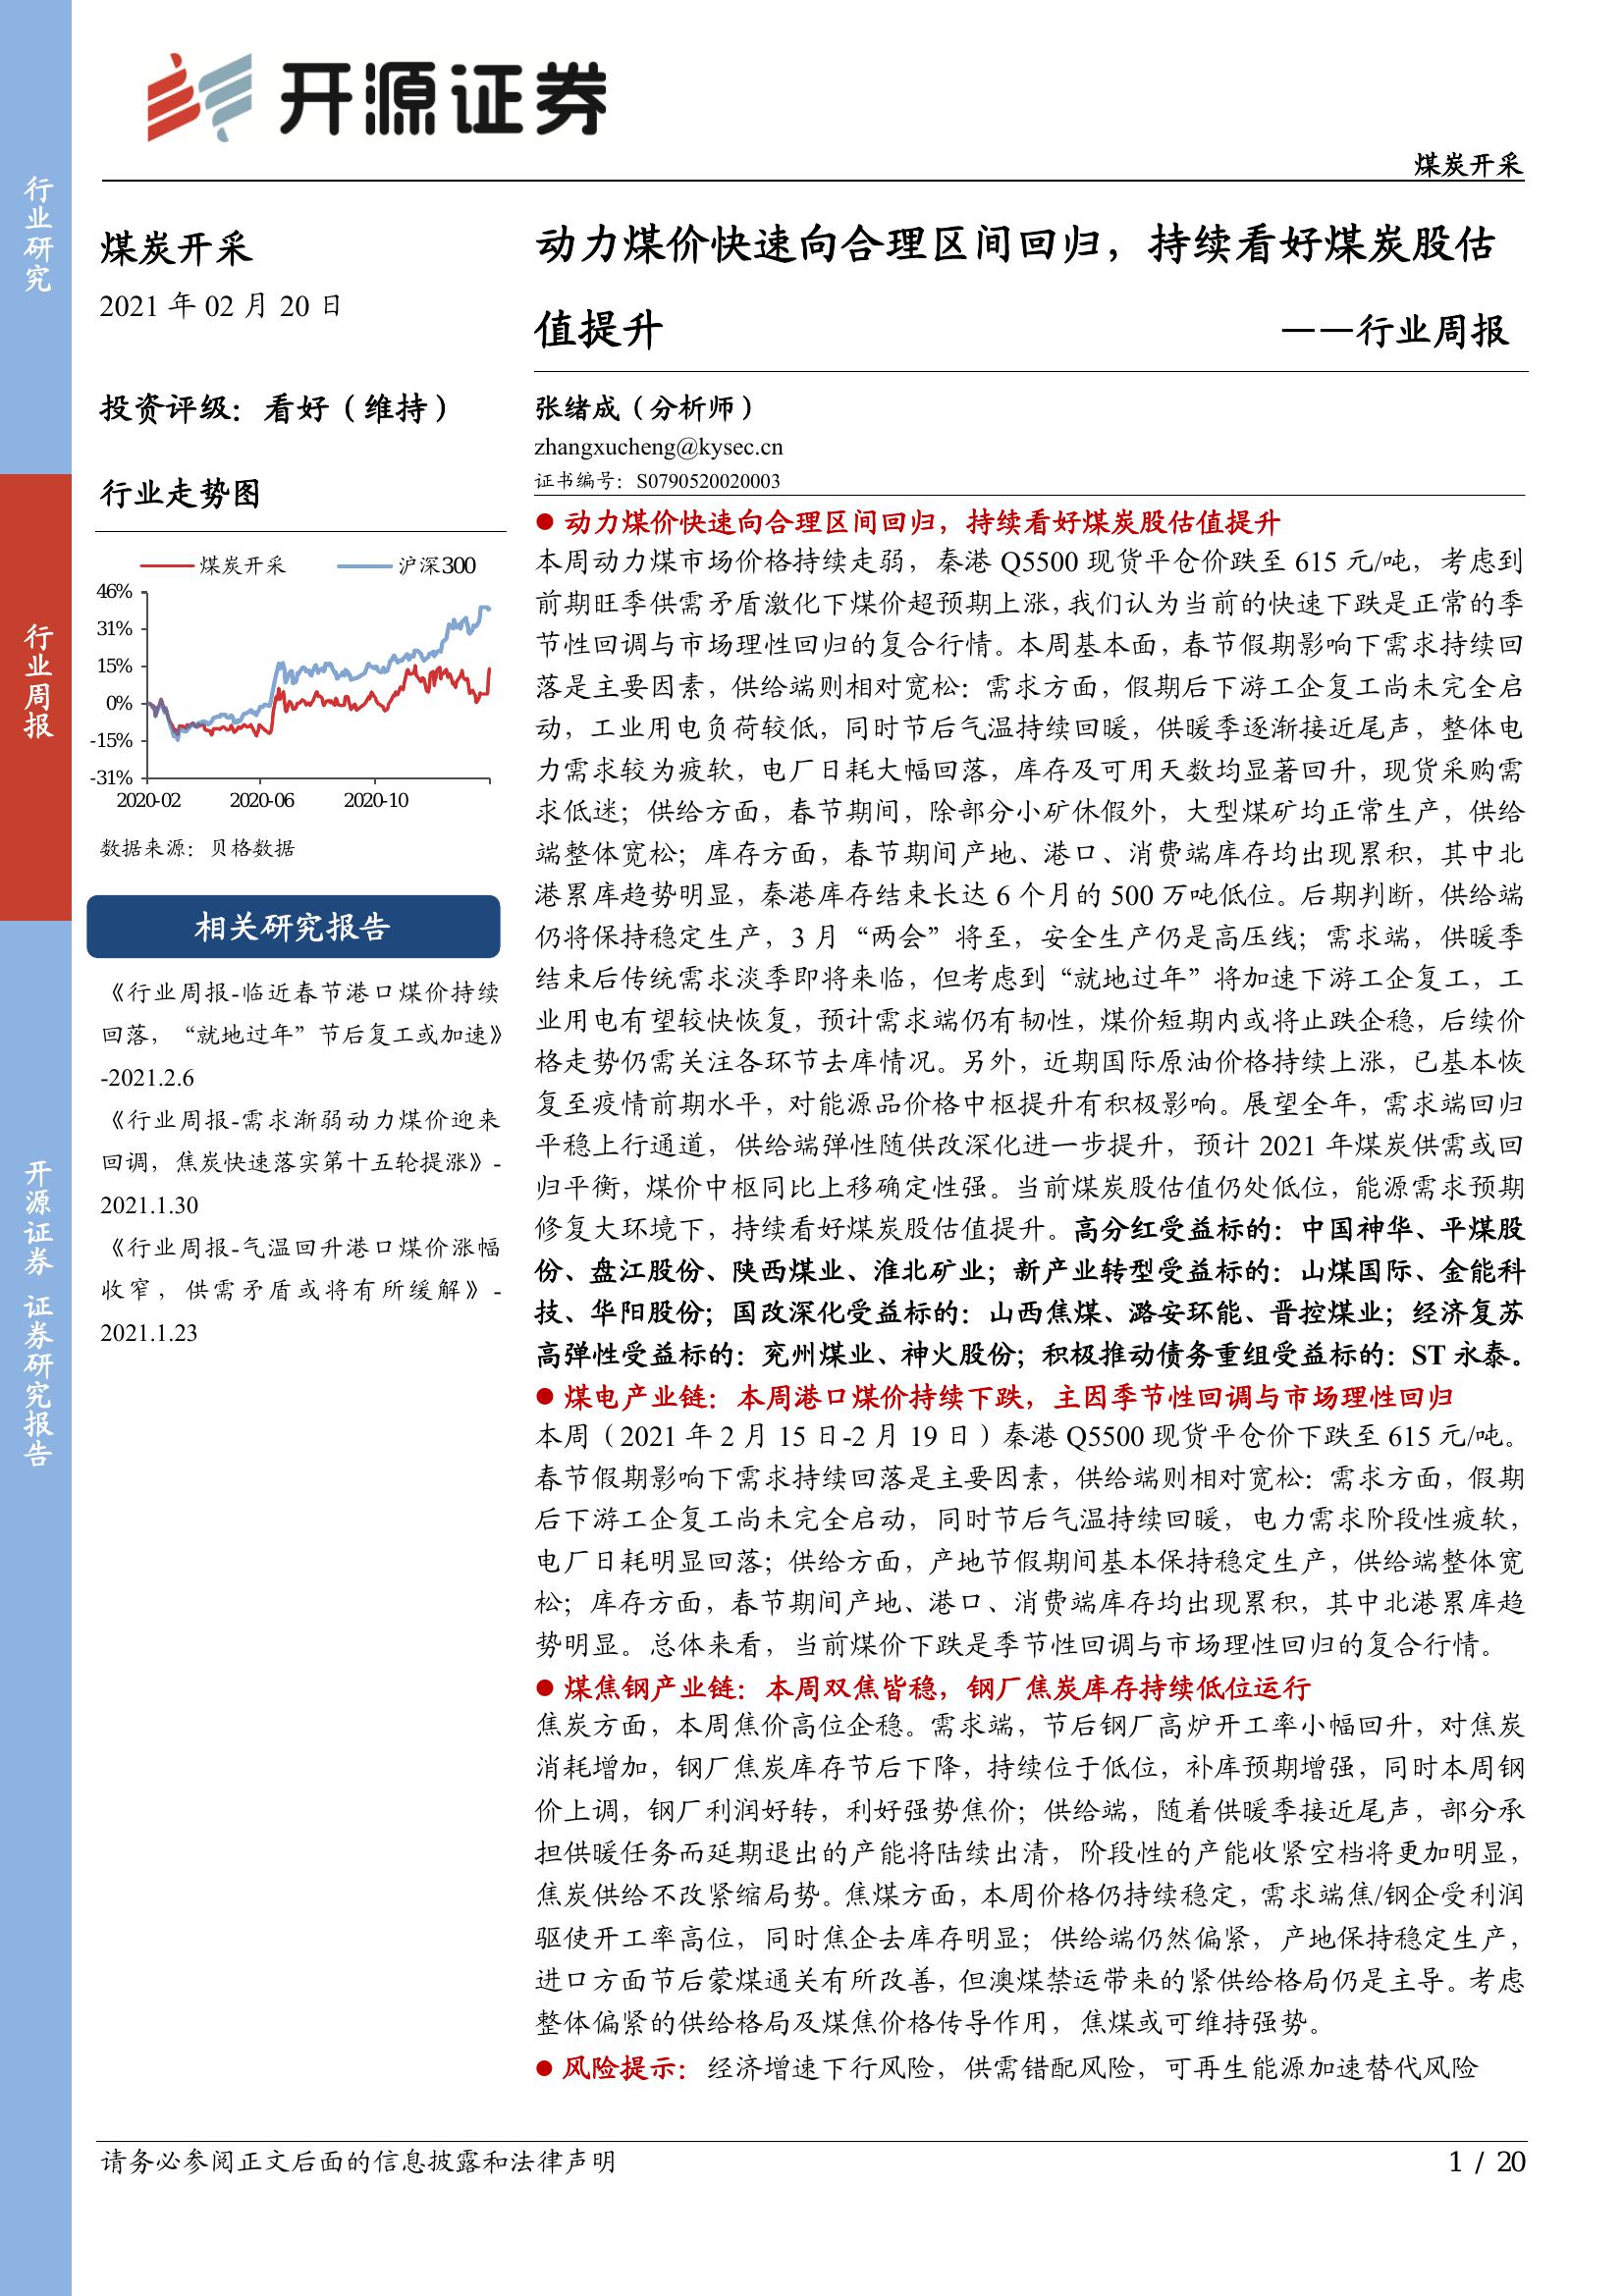 开源证券
煤炭开采
行业研究
行业周报
开源证券 证券研究报告
煤炭开采
2021 年 02 月 20 日
投资评级：看好（维持）
行业走势图
煤炭开采
沪深300
46%
31%
15%
0%
-15%
-31%
2020-02
2020-06
2020-10
数据来源：贝格数据
相关研究报告
《行业周报-临近春节港口煤价持续
回落，“就地过年”节后复工或加速》
-2021.2.6
《行业周报-需求渐弱动力煤价迎来
回调，焦炭快速落实第十五轮提涨》-
2021.1.30
《行业周报-气温回升港口煤价涨幅
收窄，供需矛盾或将有所缓解》-
2021.1.23
动力煤价快速向合理区间回归，持续看好煤炭股估
值提升
——行业周报
张绪成（分析师）
zhangxucheng@kysec.cn
证书编号：S0790520020003
● 动力煤价快速向合理区间回归，持续看好煤炭股估值提升
本周动力煤市场价格持续走弱，秦港 Q5500 现货平仓价跌至 615 元/吨，考虑到
前期旺季供需矛盾激化下煤价超预期上涨，我们认为当前的快速下跌是正常的季
节性回调与市场理性回归的复合行情。本周基本面，春节假期影响下需求持续回
落是主要因素，供给端则相对宽松：需求方面，假期后下游工企复工尚未完全启
动，工业用电负荷较低，同时节后气温持续回暖，供暖季逐渐接近尾声，整体电
力需求较为疲软，电厂日耗大幅回落，库存及可用天数均显著回升，现货采购需
求低迷；供给方面，春节期间，除部分小矿休假外，大型煤矿均正常生产，供给
端整体宽松；库存方面，春节期间产地、港口、消费端库存均出现累积，其中北
港累库趋势明显，秦港库存结束长达 6 个月的 500 万吨低位。后期判断，供给端
仍将保持稳定生产，3 月“两会”将至，安全生产仍是高压线；需求端，供暖季
结束后传统需求淡季即将来临，但考虑到“就地过年”将加速下游工企复工，工
业用电有望较快恢复，预计需求端仍有韧性，煤价短期内或将止跌企稳，后续价
格走势仍需关注各环节去库情况。另外，近期国际原油价格持续上涨，已基本恢
复至疫情前期水平，对能源品价格中枢提升有积极影响。展望全年，需求端回归
平稳上行通道，供给端弹性随供改深化进一步提升，预计 2021 年煤炭供需或回
归平衡，煤价中枢同比上移确定性强。当前煤炭股估值仍处低位，能源需求预期
修复大环境下，持续看好煤炭股估值提升。高分红受益标的：中国神华、平煤股
份、盘江股份、陕西煤业、淮北矿业；新产业转型受益标的：山煤国际、金能科
技、华阳股份；国改深化受益标的：山西焦煤、潞安环能、晋控煤业；经济复苏
高弹性受益标的：兖州煤业、神火股份；积极推动债务重组受益标的：ST 永泰。
● 煤电产业链：本周港口煤价持续下跌，主因季节性回调与市场理性回归
本周（2021 年 2 月 15 日-2 月 19 日）秦港 Q5500 现货平仓价下跌至 615 元/吨。
春节假期影响下需求持续回落是主要因素，供给端则相对宽松：需求方面，假期
后下游工企复工尚未完全启动，同时节后气温持续回暖，电力需求阶段性疲软，
电厂日耗明显回落；供给方面，产地节假期间基本保持稳定生产，供给端整体宽
松；库存方面，春节期间产地、港口、消费端库存均出现累积，其中北港累库趋
势明显。总体来看，当前煤价下跌是季节性回调与市场理性回归的复合行情。
● 煤焦钢产业链：本周双焦皆稳，钢厂焦炭库存持续低位运行
焦炭方面，本周焦价高位企稳。需求端，节后钢厂高炉开工率小幅回升，对焦炭
消耗增加，钢厂焦炭库存节后下降，持续位于低位，补库预期增强，同时本周钢
价上调，钢厂利润好转，利好强势焦价；供给端，随着供暖季接近尾声，部分承
担供暖任务而延期退出的产能将陆续出清，阶段性的产能收紧空档将更加明显，
焦炭供给不改紧缩局势。焦煤方面，本周价格仍持续稳定，需求端焦/钢企受利润
驱使开工率高位，同时焦企去库存明显；供给端仍然偏紧，产地保持稳定生产，
进口方面节后蒙煤通关有所改善，但澳煤禁运带来的紧供给格局仍是主导。考虑
整体偏紧的供给格局及煤焦价格传导作用，焦煤或可维持强势。
● 风险提示：经济增速下行风险，供需错配风险，可再生能源加速替代风险
请务必参阅正文后面的信息披露和法律声明
1 / 20